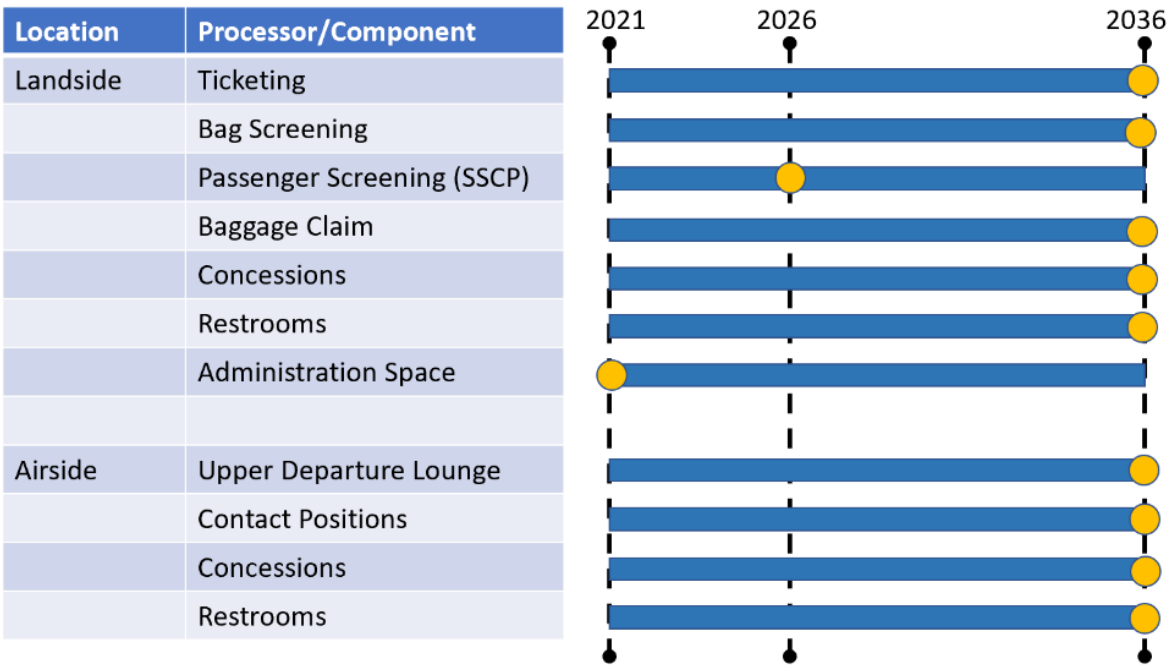 2021 2026 2036
Location Processor/Component
Landside Ticketing
Bag Screening
Passenger Screening (SSCP)
Baggage Claim
Concessions
Restrooms
Administration Space
Airside Upper Departure Lounge
Contact Positions
Concessions
Restrooms